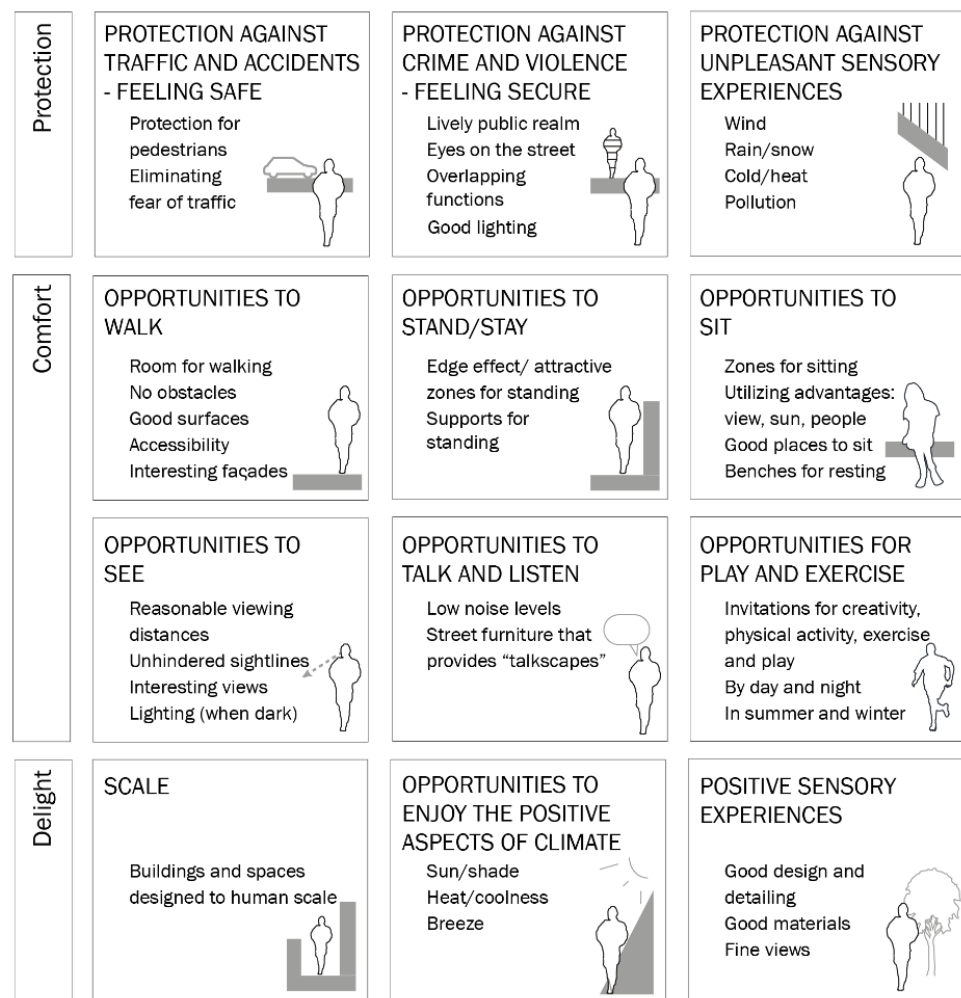 Protection
PROTECTION AGAINST
TRAFFIC AND ACCIDENTS
- FEELING SAFE
Protection for
pedestrians
Eliminating
fear of traffic
PROTECTION AGAINST
CRIME AND VIOLENCE
- FEELING SECURE
Lively public realm
Eyes on the street
Overlapping
functions
Good lighting
PROTECTION AGAINST
UNPLEASANT SENSORY
EXPERIENCES
Wind
Rain/snow
Cold/heat
Pollution
Comfort
OPPORTUNITIES TO
WALK
Room for walking
No obstacles
Good surfaces
Accessibility
Interesting façades
OPPORTUNITIES TO
STAND/STAY
Edge effect/ attractive
zones for standing
Supports for
standing
OPPORTUNITIES TO
SIT
Zones for sitting
Utilizing advantages:
view, sun, people
Good places to sit
Benches for resting
OPPORTUNITIES TO
SEE
Reasonable viewing
distances
Unhindered sightlines
Interesting views
Lighting (when dark)
OPPORTUNITIES TO
TALK AND LISTEN
Low noise levels
Street furniture that
provides “talkscapes”
OPPORTUNITIES FOR
PLAY AND EXERCISE
Invitations for creativity,
physical activity, exercise
and play
By day and night
In summer and winter
Delight
SCALE
Buildings and spaces
designed to human scale
OPPORTUNITIES TO
ENJOY THE POSITIVE
ASPECTS OF CLIMATE
Sun/shade
Heat/coolness
Breeze
POSITIVE SENSORY
EXPERIENCES
Good design and
detailing
Good materials
Fine views